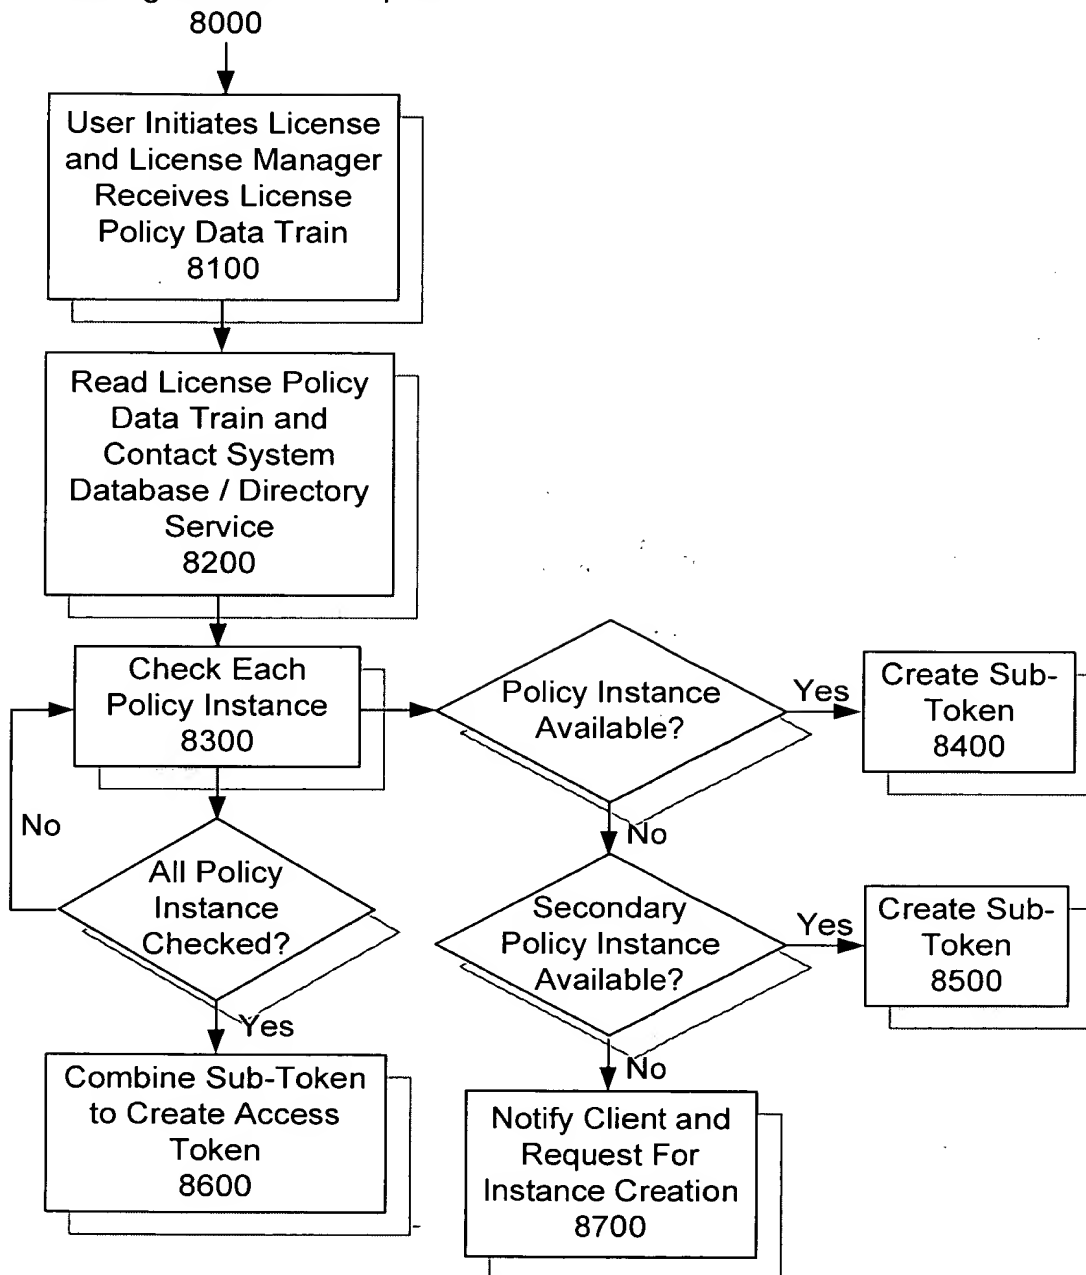 8000
User Initiates License
and License Manager
Receives License
Policy Data Train
8100
Read License Policy
Data Train and
Contact System
Database / Directory
Service
8200
Check Each
Policy Instance
8300
Policy Instance
Available?
Yes
Create Sub-
Token
8400
No
No
All Policy
Instance
Checked?
Secondary
Policy Instance
Available?
Yes
Create Sub-
Token
8500
Yes
No
Combine Sub-Token
to Create Access
Token
8600
Notify Client and
Request For
Instance Creation
8700